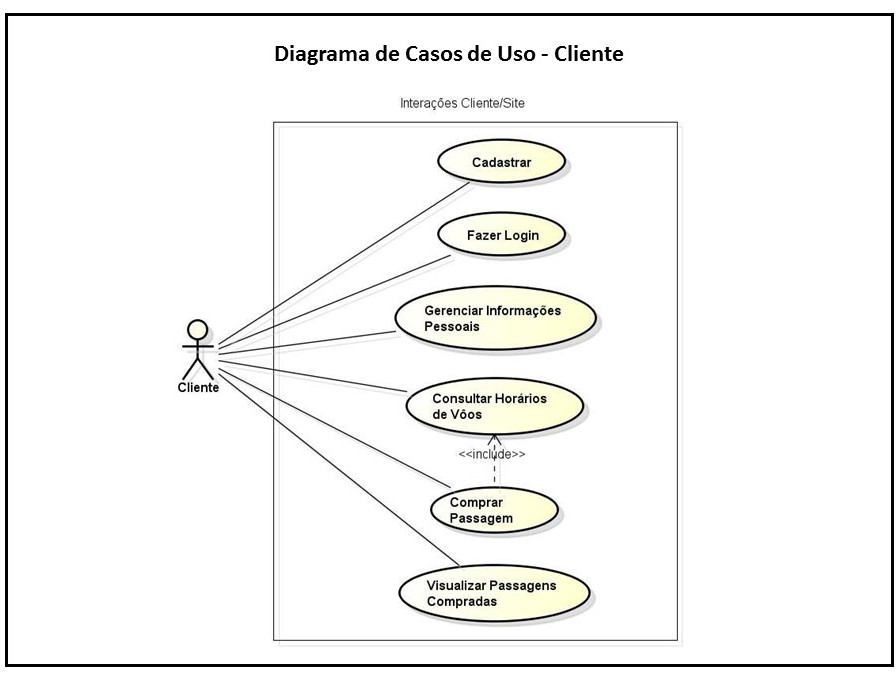 Diagrama de Casos de Uso - Cliente
Interações Cliente/Site
Cadastrar
Fazer Login
Gerenciar Informações
Pessoais
Cliente
Consultar Horários
de Vôos
<<include>>
Comprar
Passagem
Visualizar Passagens
Compradas